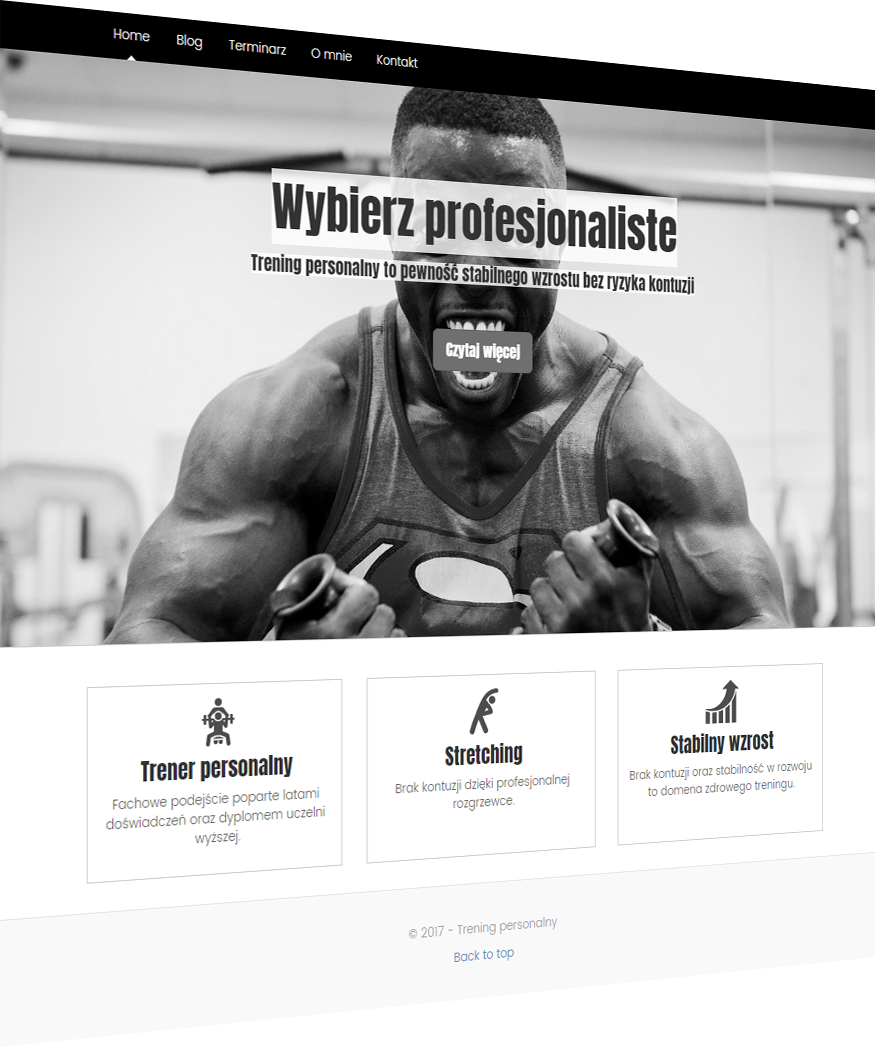 Home Blog Terminarz O mnie Kontakt
Wybierz profesjonaliste
Trening personalny to pewność stabilnego wzrostu bez ryzyka kontuzji
Czytaj więcej
Trener personalny
Fachowe podejście poparte latami
doświadczeń oraz dyplomem uczelni
wyższej.
Stretching
Brak kontuzji dzięki profesjonalnej
rozgrzewce.
Stabilny wzrost
Brak kontuzji oraz stabilność w rozwoju
to domena zdrowego treningu.
© 2017 - Trening personalny
Back to top